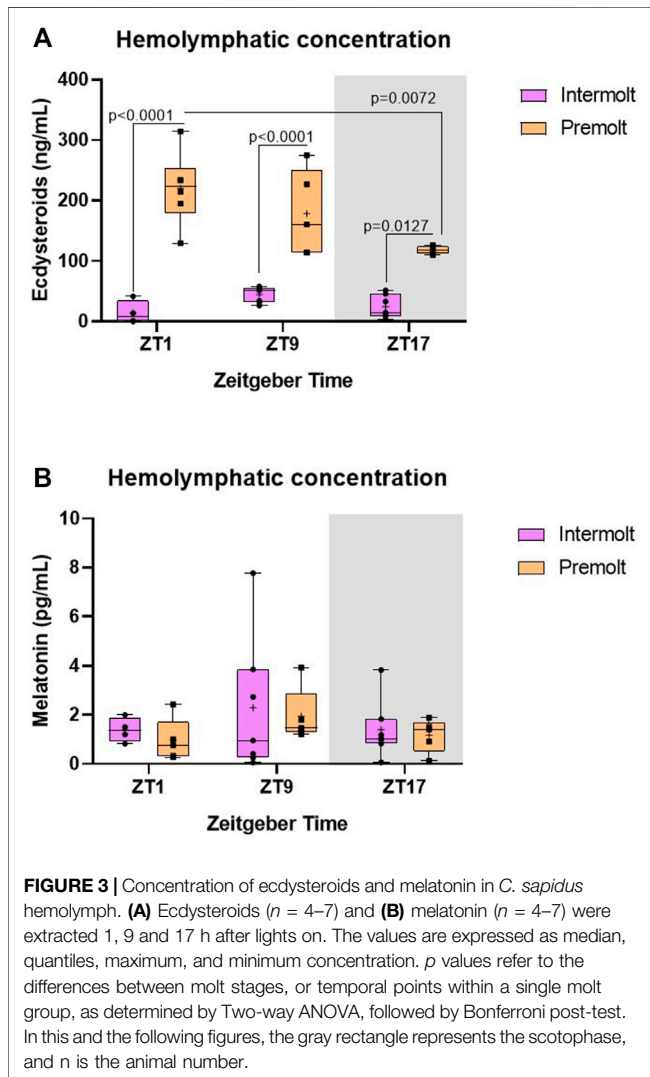 A
Hemolymphatic concentration
Ecdysteroids (ng/mL)
400
300
200
100
0
p<0.0001
p<0.0001
p=0.0072
p=0.0127
Intermolt
Premolt
ZT1 ZT9 ZT17
Zeitgeber Time
B
Hemolymphatic concentration
Melatonin (pg/mL)
10
8
6
4
2
0
Intermolt
Premolt
ZT1 ZT9 ZT17
Zeitgeber Time
FIGURE 3 | Concentration of ecdysteroids and melatonin in C. sapidus
hemolymph. (A) Ecdysteroids (n = 4–7) and (B) melatonin (n = 4–7) were
extracted 1, 9 and 17 h after lights on. The values are expressed as median,
quantiles, maximum, and minimum concentration. p values refer to the
differences between molt stages, or temporal points within a single molt
group, as determined by Two-way ANOVA, followed by Bonferroni post-test.
In this and the following figures, the gray rectangle represents the scotophase,
and n is the animal number.